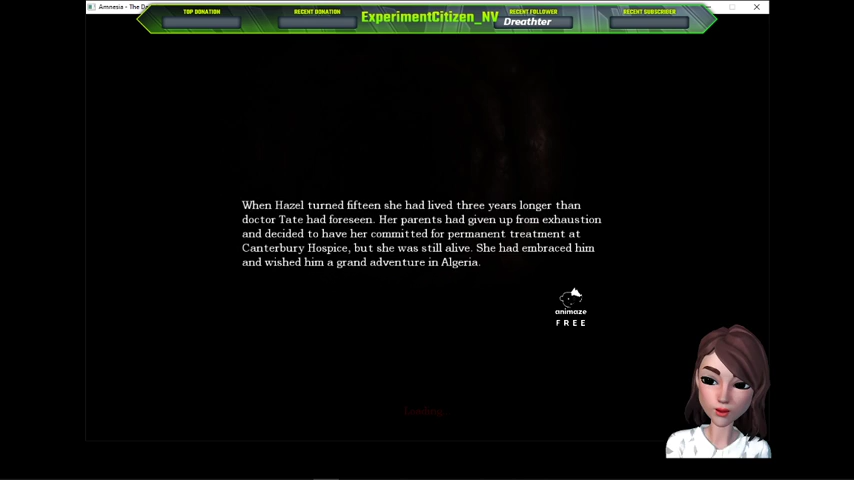 Amnesia - The Da
TOP DONATION
RECENT DONATION
ExperimentCitizen_NV
RECENT FOLLOWER
Dreathter
RECENT SUBSCRIBER
When Hazel turned fifteen she had lived three years longer than
doctor Tate had foreseen. Her parents had given up from exhaustion
and decided to have her committed for permanent treatment at
Canterbury Hospice, but she was still alive. She had embraced him
and wished him a grand adventure in Algeria.
animaze
FREE
Loading